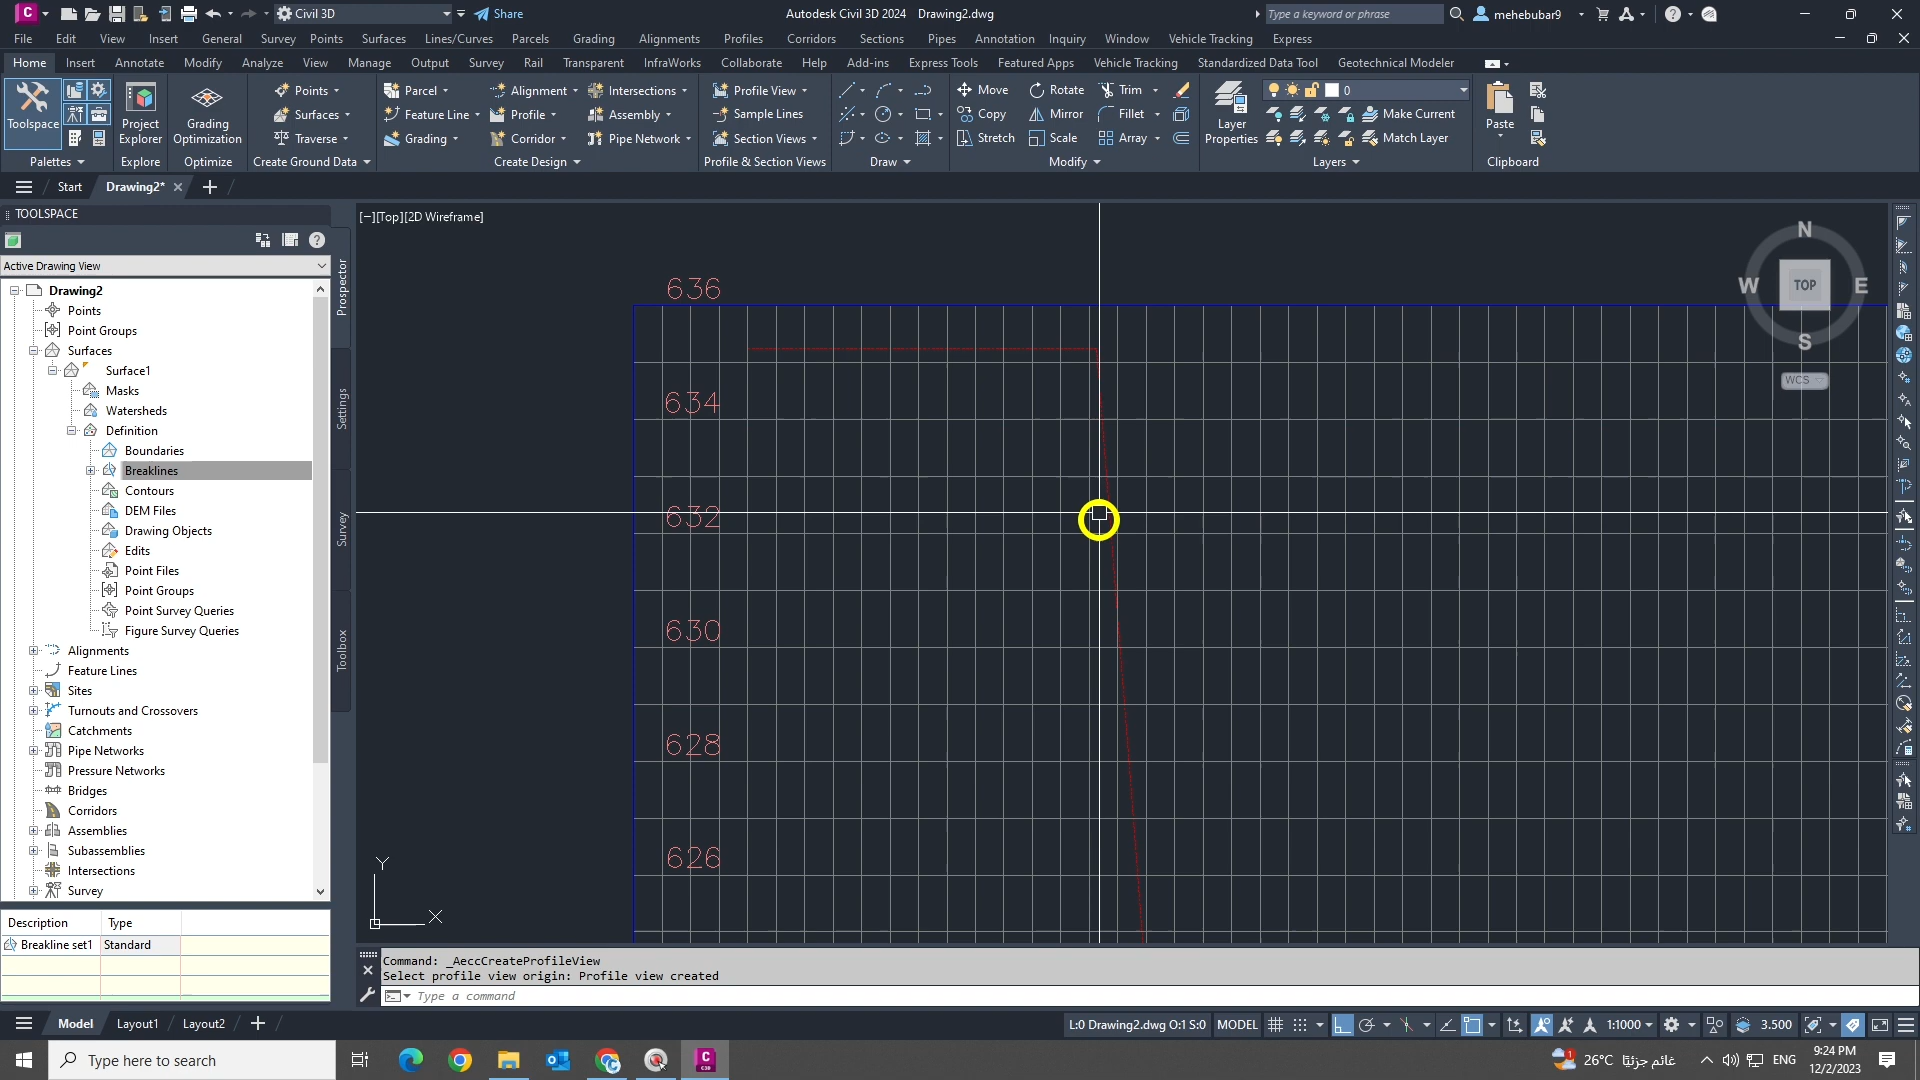 Civil 3D
Share
Autodesk Civil 3D 2024 Drawing2.dwg
Type a keyword or phrase
mehebubar9
File Edit View Insert General Survey Points Surfaces Lines/Curves Parcels Grading Alignments Profiles Corridors Sections Pipes Annotation Inquiry Window Vehicle Tracking Express
Home Insert Annotate Modify Analyze View Manage Output Survey Rail Transparent InfraWorks Collaborate Help Add-ins Express Tools Featured Apps Vehicle Tracking Standardized Data Tool Geotechnical Modeler
Points Parcel Alignment Intersections Profile View Move Rotate Trim 0
Toolspace Project Explorer Grading Optimization Surfaces Feature Line Profile Assembly Sample Lines Copy Mirror Fillet Layer Properties Make Current Paste
Traverse Grading Corridor Pipe Network Section Views Stretch Scale Array Match Layer
Palettes Explore Optimize Create Ground Data Create Design Profile & Section Views Draw Modify Layers Clipboard
Start Drawing2*
TOOLSPACE
[−][Top][2D Wireframe]
Active Drawing View
Drawing2
Points
Point Groups
Surfaces
Surface1
Masks
Watersheds
Definition
Boundaries
Breaklines
Contours
DEM Files
Drawing Objects
Edits
Point Files
Point Groups
Point Survey Queries
Figure Survey Queries
Alignments
Feature Lines
Sites
Turnouts and Crossovers
Catchments
Pipe Networks
Pressure Networks
Bridges
Corridors
Assemblies
Subassemblies
Intersections
Survey
Prospector
Settings
Survey
Toolbox
Description Type
Breakline set1 Standard
636
634
632
630
628
626
N
W TOP E
S
WCS
Y
X
Command: _AeccCreateProfileView
Select profile view origin: Profile view created
Type a command
Model Layout1 Layout2
L:0 Drawing2.dwg O:1 S:0 MODEL 1:1000 3.500
Type here to search
C3D
1
26°C غائم جزئيًا
ENG
9:24 PM
12/2/2023